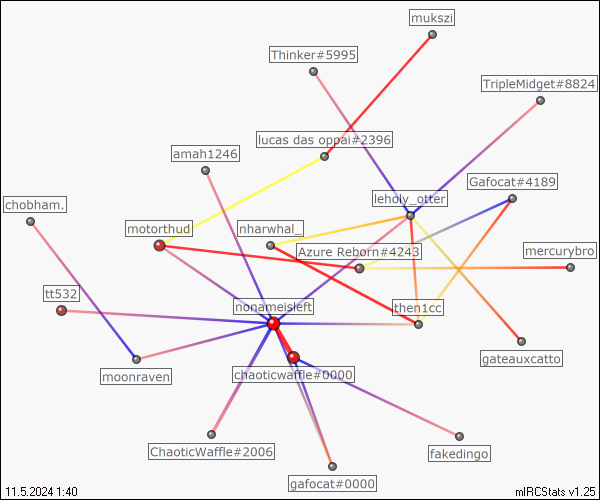 mukszi
Thinker#5995
TripleMidget#8824
lucas das oppai#2396
amah1246
Gafocat#4189
leholy_otter
chobham.
motorthud
nharwhal_
Azure Reborn#4243
mercurybro
tt532
nonameisleft
then1cc
gateauxcatto
moonraven
chaoticwaffle#0000
ChaoticWaffle#2006
fakedingo
gafocat#0000
11.5.2024 1:40
mIRCStats v1.25